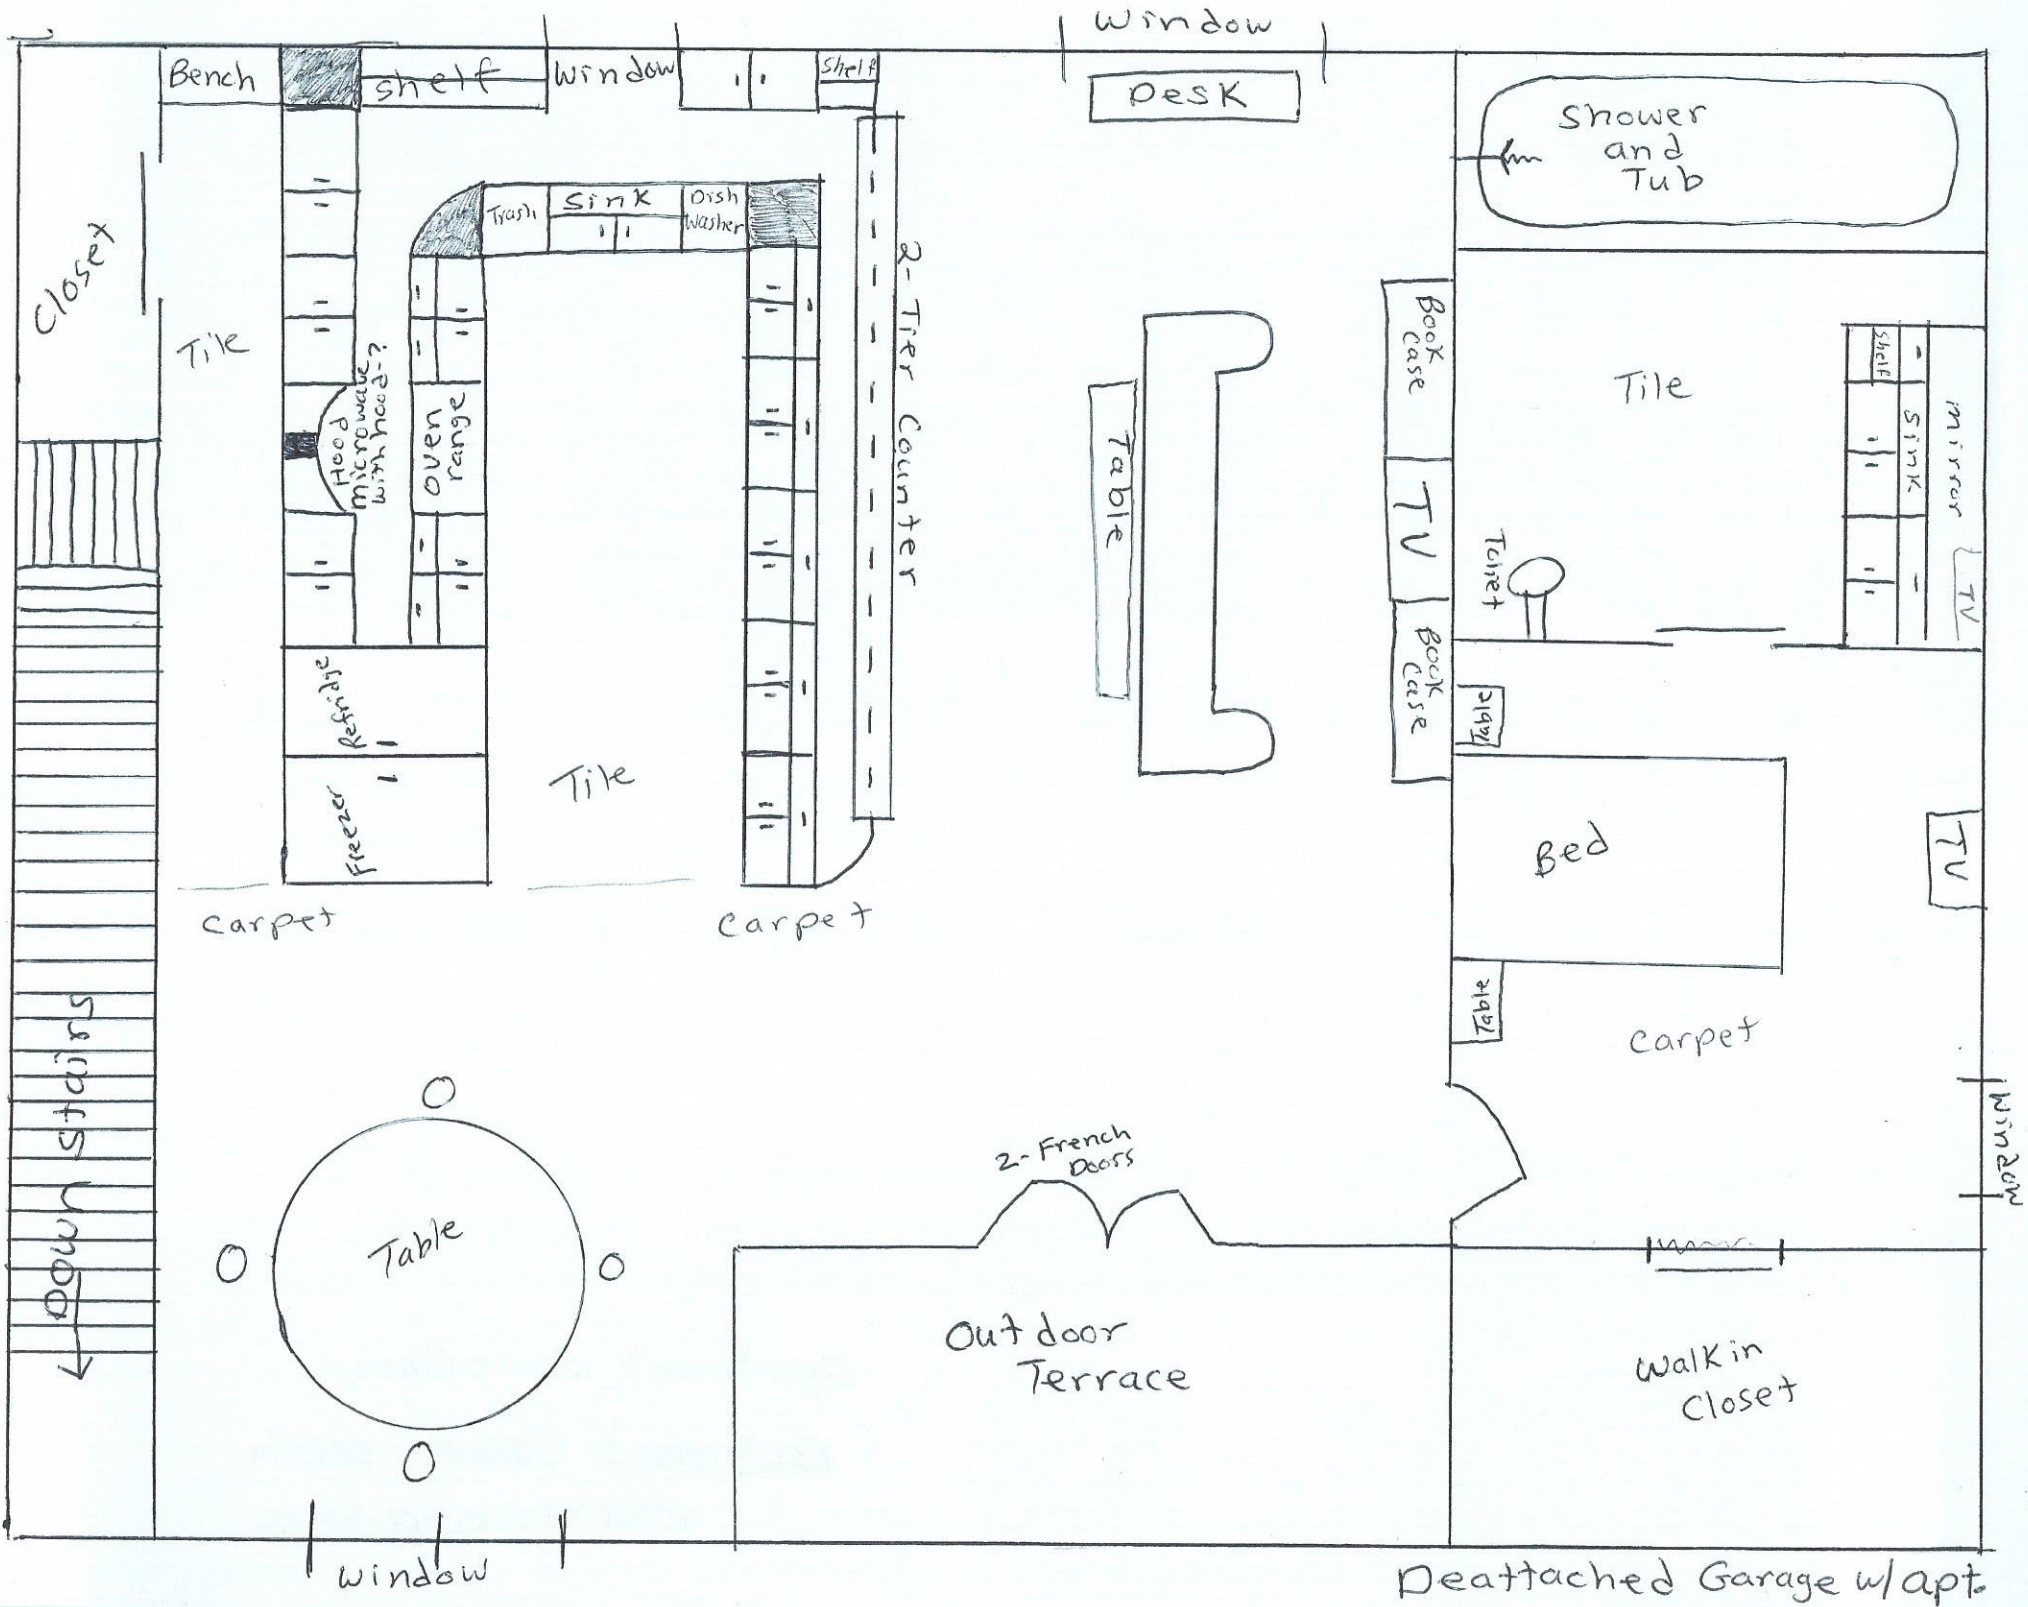 Window
Bench
Shelf
Window
Shelf
Desk
Shower
and
Tub
Closet
Tile
Trash
Sink
Dish
Washer
2-Tier Counter
Hood
microwave
with hood-?
Oven
range
Table
Book
Case
TV
Book
Case
Tile
Shelf
Sink
mirror
TV
Toilet
Refridge
Freezer
Tile
Table
Bed
TV
Carpet
Carpet
Table
Carpet
Window
Down Stairs
2-French
Doors
Table
Outdoor
Terrace
Walk in
Closet
Window
Deattached Garage w/apt.